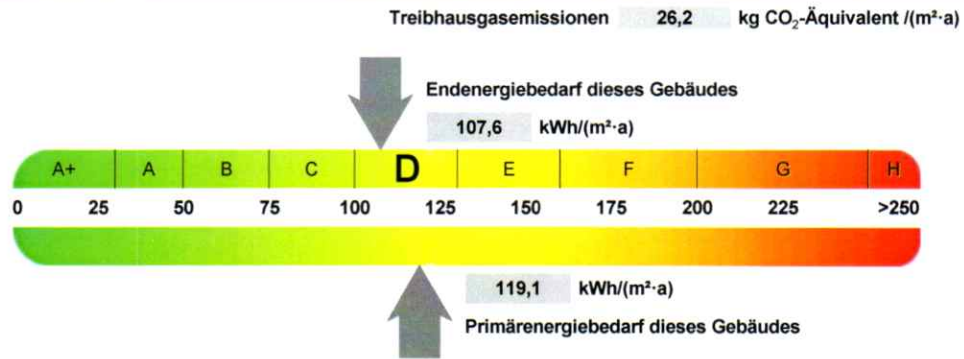 Treibhausgasemissionen 26,2 kg CO₂-Äquivalent /(m²·a)
Endenergiebedarf dieses Gebäudes
107,6 kWh/(m²·a)
A+ A B C D E F G H
0 25 50 75 100 125 150 175 200 225 >250
119,1 kWh/(m²·a)
Primärenergiebedarf dieses Gebäudes